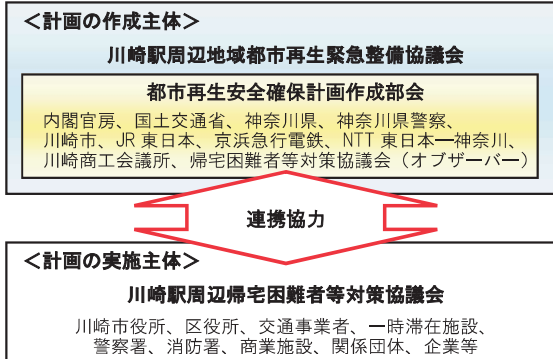 ＜計画の作成主体＞
川崎駅周辺地域都市再生緊急整備協議会
都市再生安全確保計画作成部会
内閣官房、国土交通省、神奈川県、神奈川県警察、
川崎市、JR東日本、京浜急行電鉄、NTT東日本―神奈川、
川崎商工会議所、帰宅困難者等対策協議会（オブザーバー）
連携協力
＜計画の実施主体＞
川崎駅周辺帰宅困難者等対策協議会
川崎市役所、区役所、交通事業者、一時滞在施設、
警察署、消防署、商業施設、関係団体、企業等